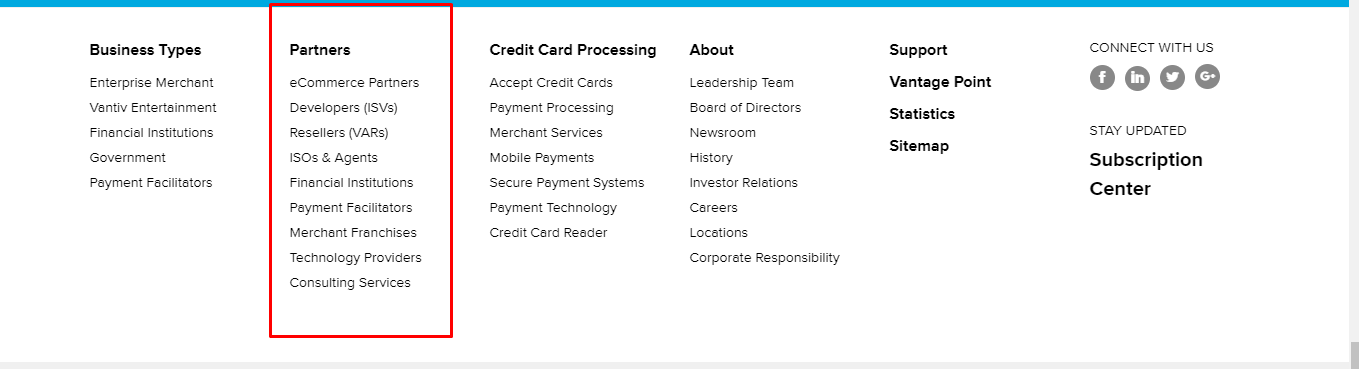 Business Types
Enterprise Merchant
Vantiv Entertainment
Financial Institutions
Government
Payment Facilitators
Partners
eCommerce Partners
Developers (ISVs)
Resellers (VARs)
ISOs & Agents
Financial Institutions
Payment Facilitators
Merchant Franchises
Technology Providers
Consulting Services
Credit Card Processing
Accept Credit Cards
Payment Processing
Merchant Services
Mobile Payments
Secure Payment Systems
Payment Technology
Credit Card Reader
About
Leadership Team
Board of Directors
Newsroom
History
Investor Relations
Careers
Locations
Corporate Responsibility
Support
Vantage Point
Statistics
Sitemap
CONNECT WITH US
STAY UPDATED
Subscription
Center